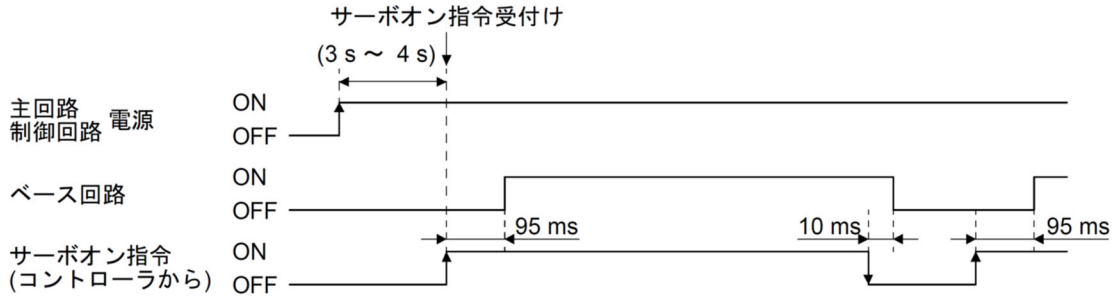 サーボオン指令受付け
(3 s ～ 4 s)
主回路
制御回路 電源
ON
OFF
ベース回路
ON
OFF
95 ms
10 ms
95 ms
サーボオン指令
(コントローラから)
ON
OFF